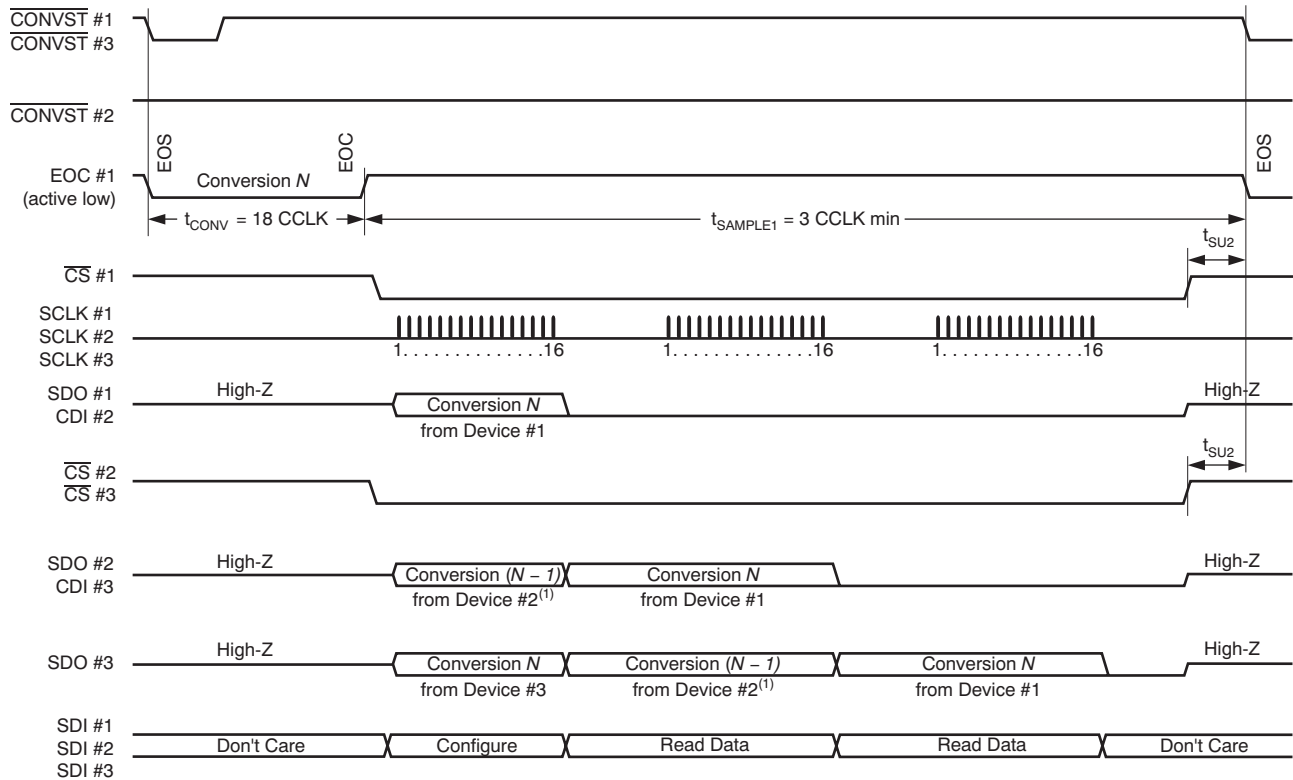 CONVST #1
CONVST #3
CONVST #2
EOS
EOC
EOS
EOC #1
(active low)
Conversion N
tCONV = 18 CCLK
tSAMPLE1 = 3 CCLK min
tSU2
CS #1
SCLK #1
SCLK #2
SCLK #3
1. . . . . . . . . . . . . .16
1. . . . . . . . . . . . . .16
1. . . . . . . . . . . . . .16
SDO #1
CDI #2
High-Z
Conversion N
from Device #1
High-Z
tSU2
CS #2
CS #3
SDO #2
CDI #3
High-Z
Conversion (N − 1)
from Device #2(1)
Conversion N
from Device #1
High-Z
SDO #3
High-Z
Conversion N
from Device #3
Conversion (N − 1)
from Device #2(1)
Conversion N
from Device #1
High-Z
SDI #1
SDI #2
SDI #3
Don't Care
Configure
Read Data
Read Data
Don't Care